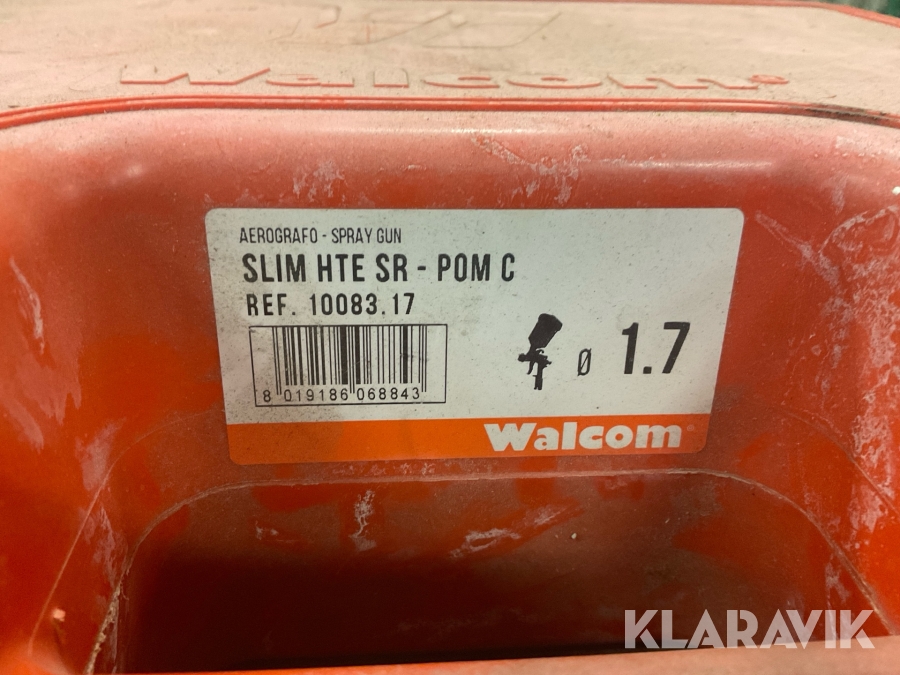 Walcom®
AEROGRAFO - SPRAY GUN
SLIM HTE SR - POM C
REF. 10083.17
Ø 1.7
8 019186 068843
Walcom®
KLARAVIK